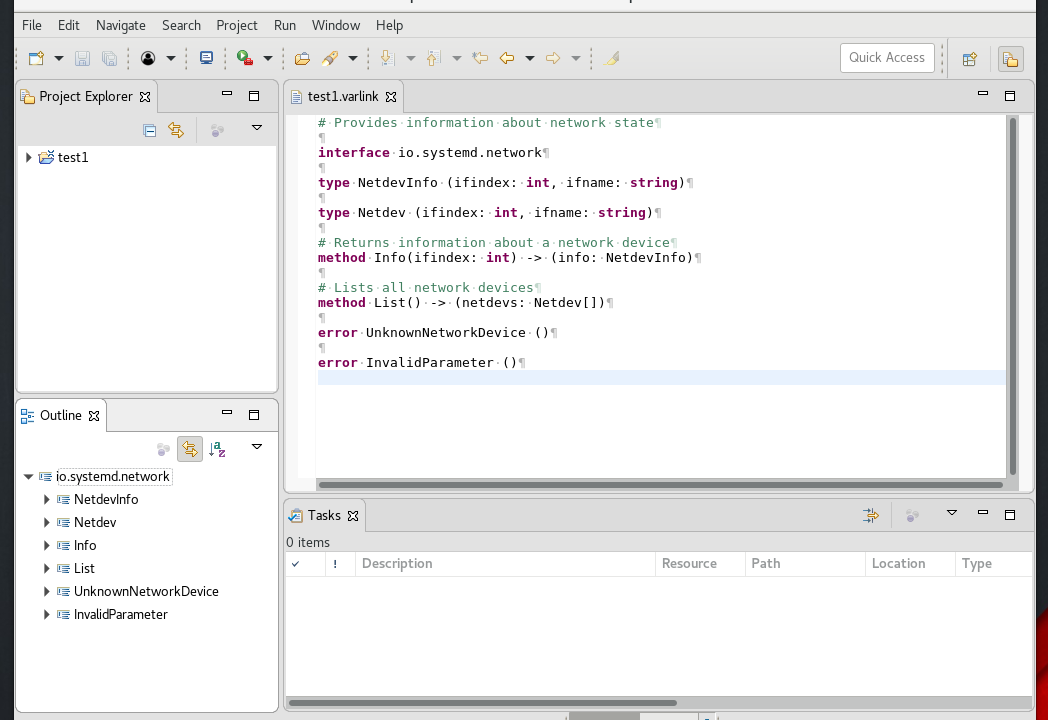 File Edit Navigate Search Project Run Window Help
Quick Access
Project Explorer
test1
Outline
io.systemd.network
NetdevInfo
Netdev
Info
List
UnknownNetworkDevice
InvalidParameter
test1.varlink
# Provides information about network state¶
¶
interface io.systemd.network¶
¶
type NetdevInfo (ifindex: int, ifname: string)¶
¶
type Netdev (ifindex: int, ifname: string)¶
¶
# Returns information about a network device¶
method Info(ifindex: int) -> (info: NetdevInfo)¶
¶
# Lists all network devices¶
method List() -> (netdevs: Netdev[])¶
¶
error UnknownNetworkDevice ()¶
¶
error InvalidParameter ()¶
Tasks
0 items
! Description Resource Path Location Type